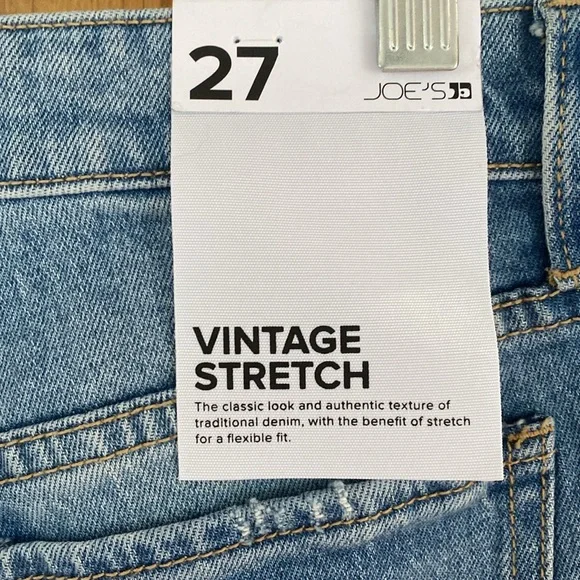 27
JOE'S
VINTAGE
STRETCH
The classic look and authentic texture of
traditional denim, with the benefit of stretch
for a flexible fit.